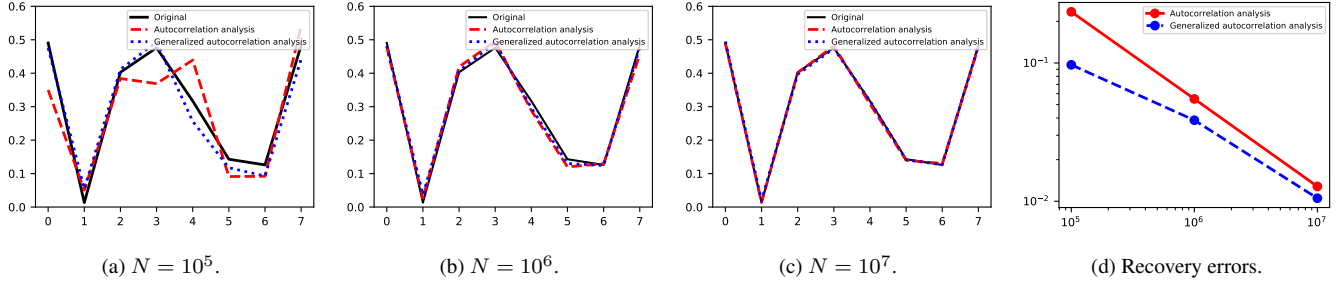 0.6
0.5
0.4
0.3
0.2
0.1
0.0
0 1 2 3 4 5 6 7
Original
Autocorrelation analysis
Generalized autocorrelation analysis
(a) N = 10^5.
0.6
0.5
0.4
0.3
0.2
0.1
0.0
0 1 2 3 4 5 6 7
Original
Autocorrelation analysis
Generalized autocorrelation analysis
(b) N = 10^6.
0.6
0.5
0.4
0.3
0.2
0.1
0.0
0 1 2 3 4 5 6 7
Original
Autocorrelation analysis
Generalized autocorrelation analysis
(c) N = 10^7.
10^−1
10^−2
10^5 10^6 10^7
Autocorrelation analysis
Generalized autocorrelation analysis
(d) Recovery errors.